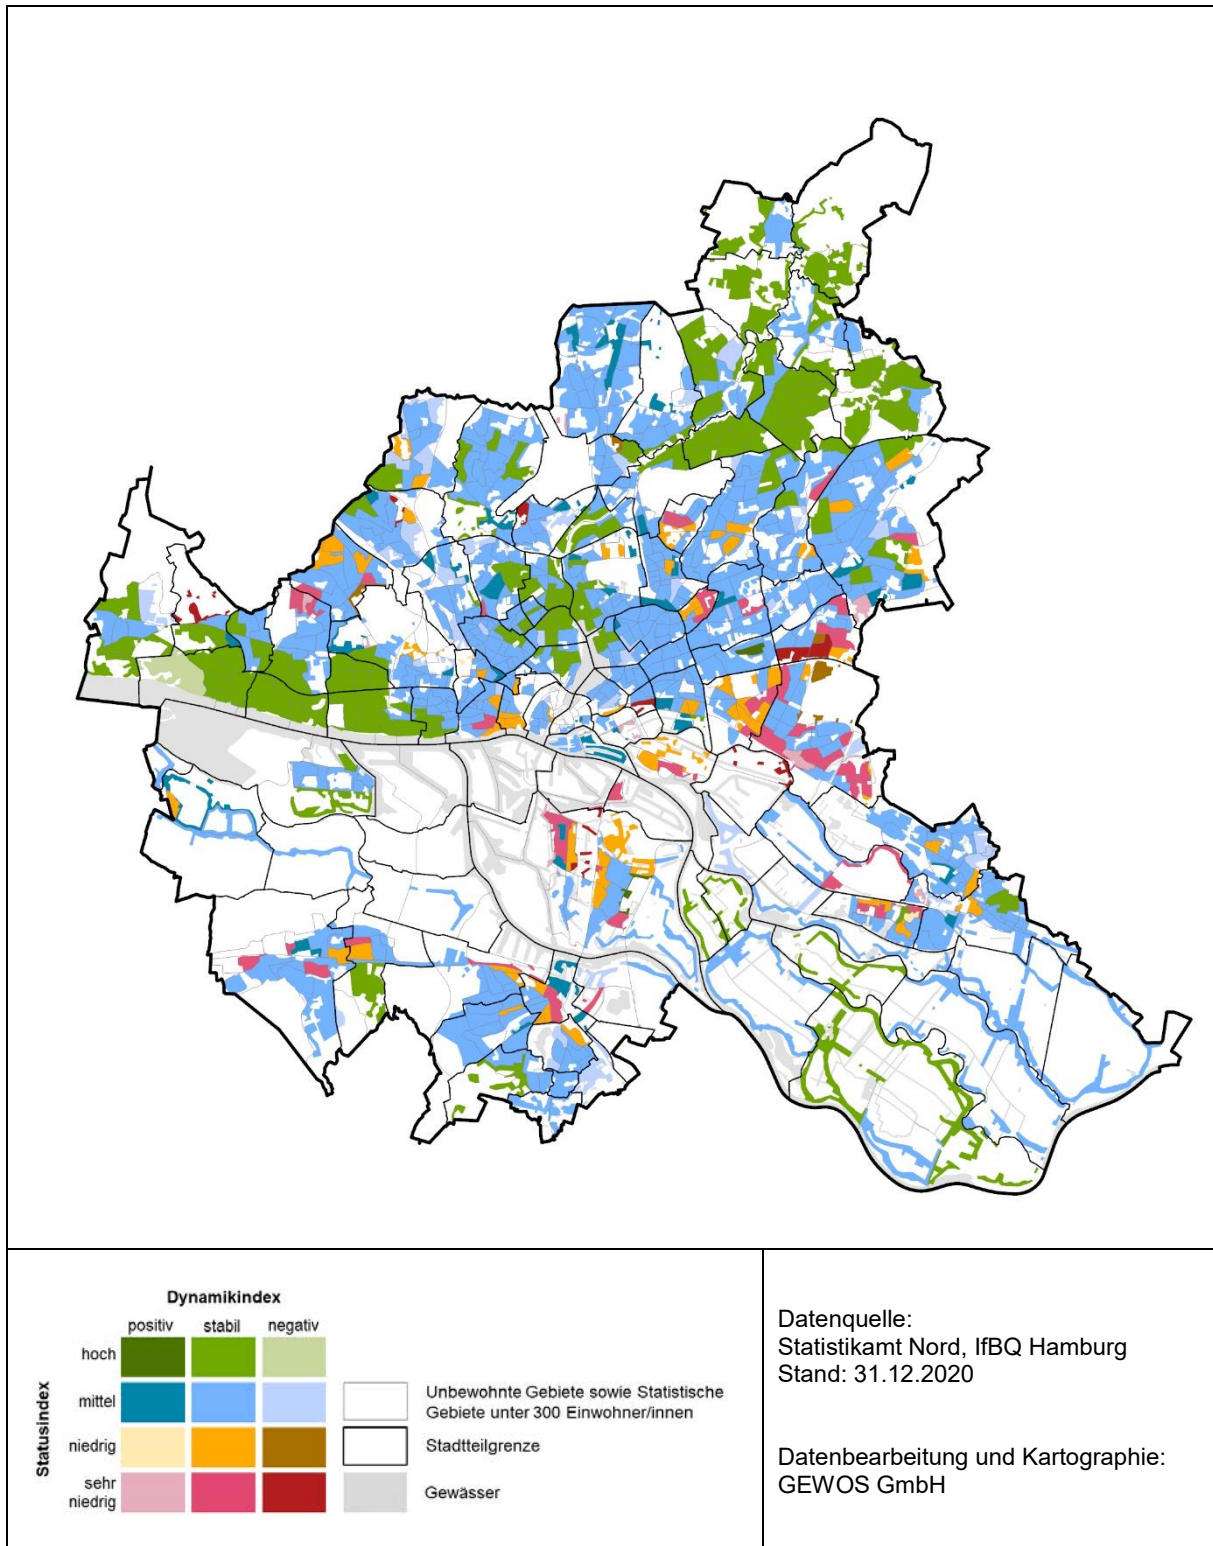 Dynamikindex
positiv stabil negativ
Statusindex
hoch
mittel
niedrig
sehr
niedrig
Unbewohnte Gebiete sowie Statistische
Gebiete unter 300 Einwohner/innen
Stadtteilgrenze
Gewässer
Datenquelle:
Statistikamt Nord, IfBQ Hamburg
Stand: 31.12.2020
Datenbearbeitung und Kartographie:
GEWOS GmbH